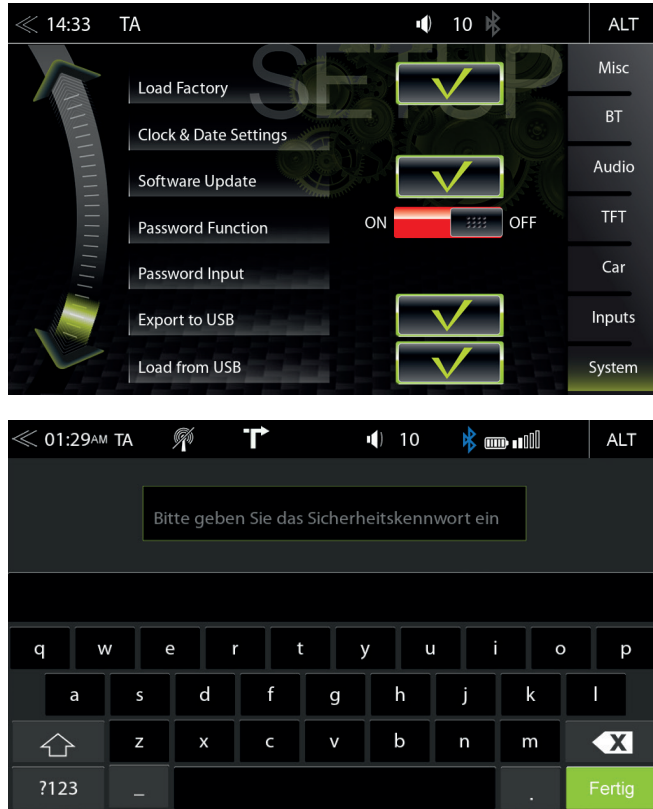 14:33 TA 10 ALT
SETUP
Misc
Load Factory
BT
Clock & Date Settings
Audio
Software Update
TFT
Password Function ON OFF
Car
Password Input
Inputs
Export to USB
System
Load from USB
01:29AM TA T 10 ALT
Bitte geben Sie das Sicherheitskennwort ein
q w e r t y u i o p
a s d f g h j k l
z x c v b n m X
?123 _ . Fertig